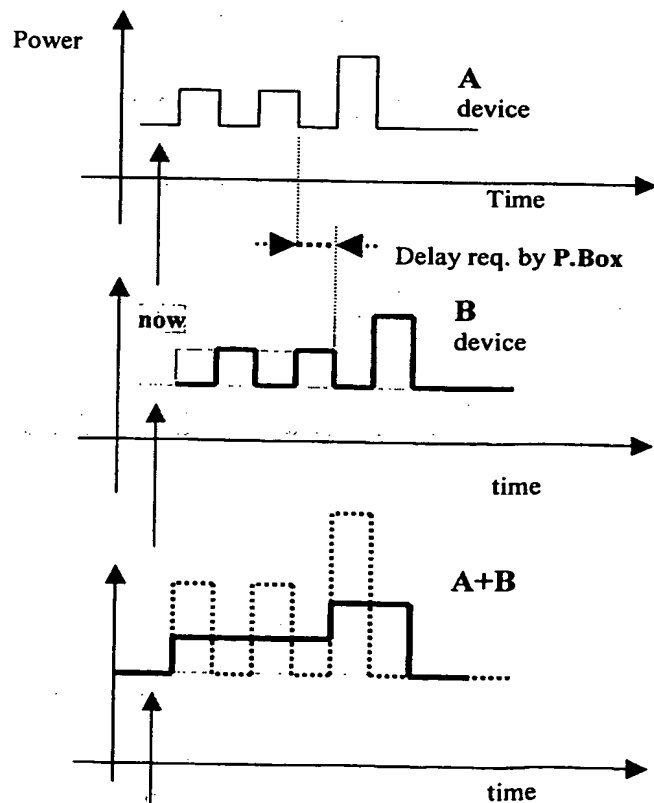 Power
A
device
Time
Delay req. by P.Box
now
B
device
time
A+B
time